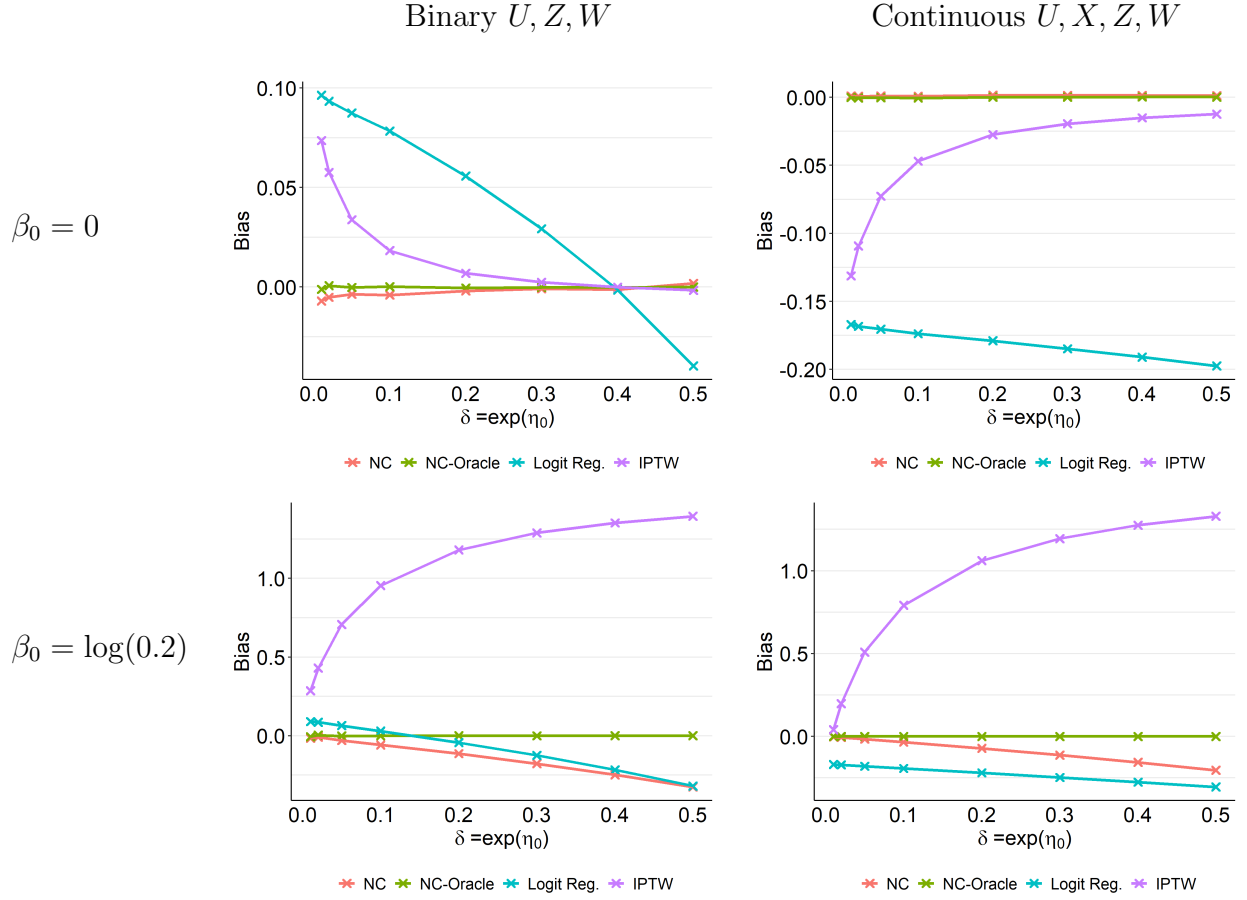 Binary U, Z, W
Continuous U, X, Z, W
β₀ = 0
Bias
0.10
0.05
0.00
0.0 0.1 0.2 0.3 0.4 0.5
δ =exp(η₀)
NC NC-Oracle Logit Reg. IPTW
Bias
0.00
-0.05
-0.10
-0.15
-0.20
0.0 0.1 0.2 0.3 0.4 0.5
δ =exp(η₀)
NC NC-Oracle Logit Reg. IPTW
β₀ = log(0.2)
Bias
1.0
0.5
0.0
0.0 0.1 0.2 0.3 0.4 0.5
δ =exp(η₀)
NC NC-Oracle Logit Reg. IPTW
Bias
1.0
0.5
0.0
0.0 0.1 0.2 0.3 0.4 0.5
δ =exp(η₀)
NC NC-Oracle Logit Reg. IPTW